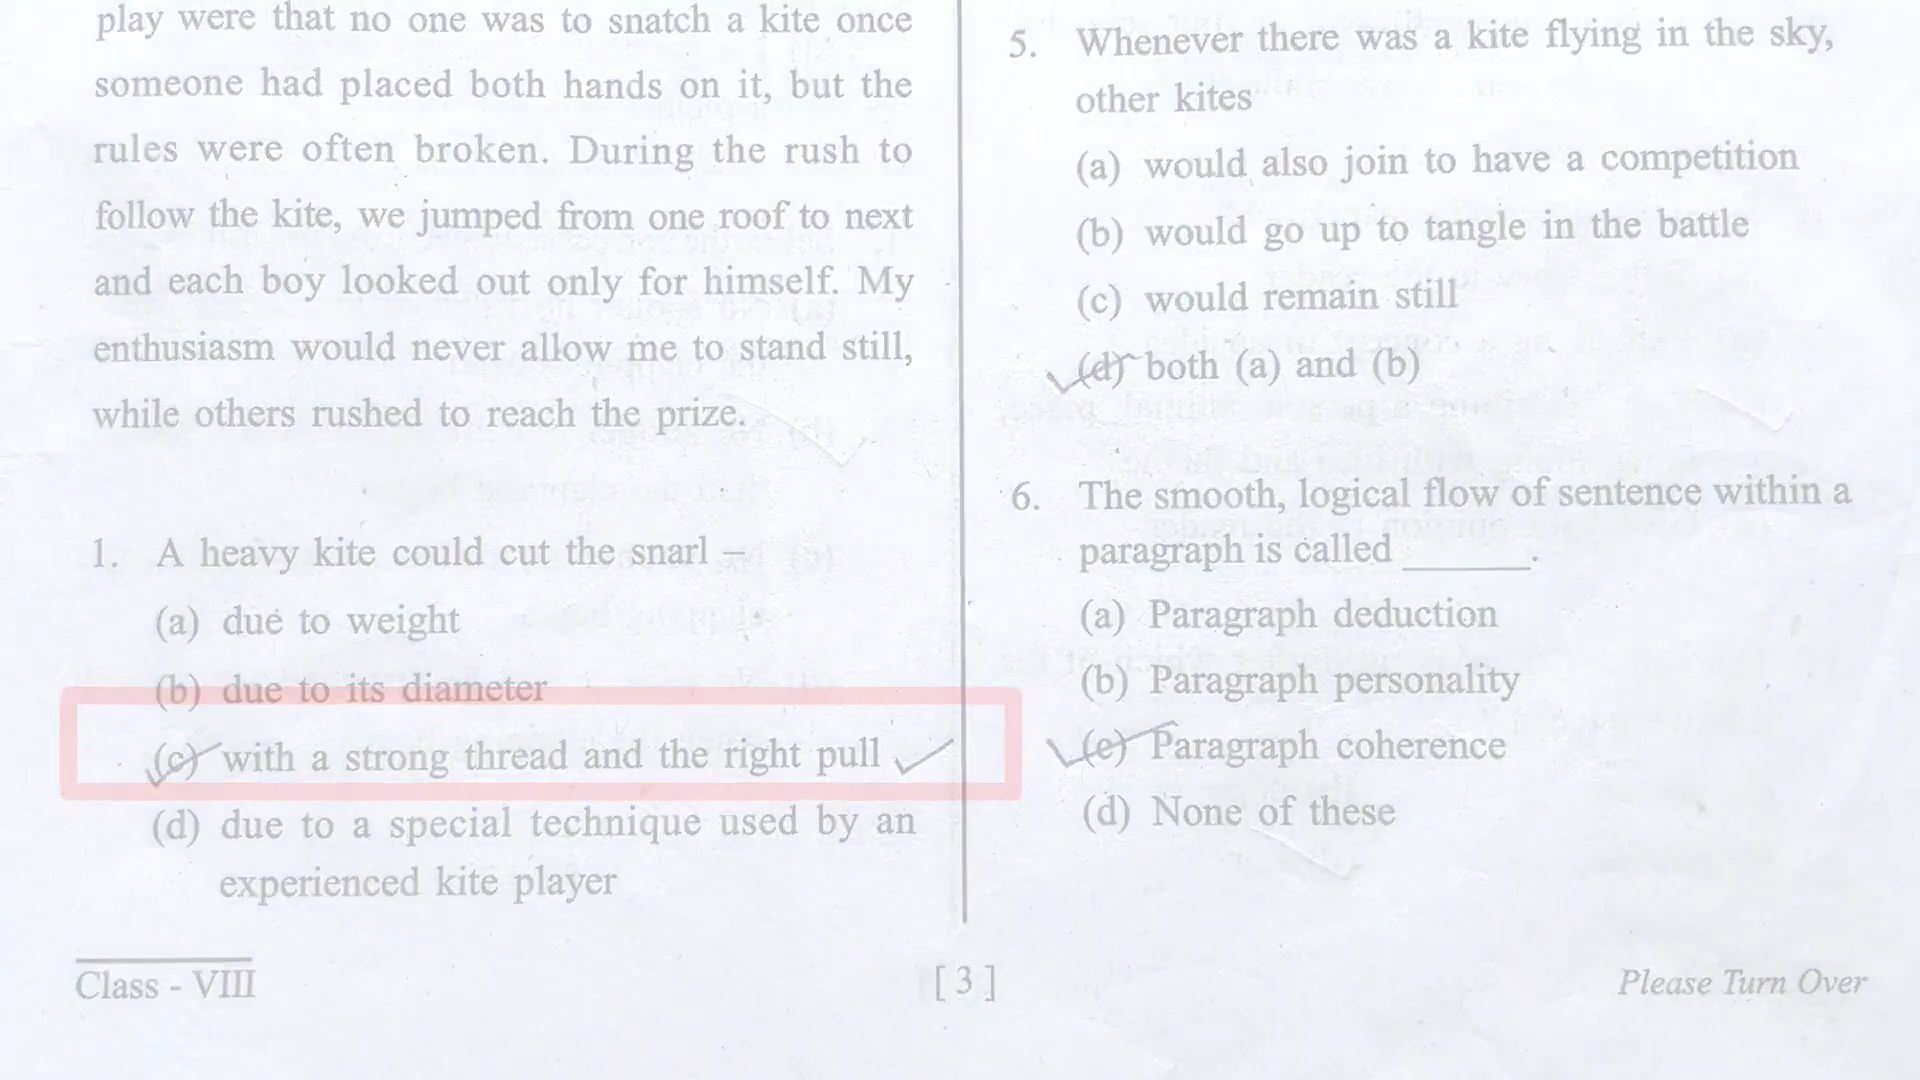 play were that no one was to snatch a kite once
someone had placed both hands on it, but the
rules were often broken. During the rush to
follow the kite, we jumped from one roof to next
and each boy looked out only for himself. My
enthusiasm would never allow me to stand still,
while others rushed to reach the prize.
1. A heavy kite could cut the snarl –
(a) due to weight
(b) due to its diameter
(c) with a strong thread and the right pull
(d) due to a special technique used by an
experienced kite player
5. Whenever there was a kite flying in the sky,
other kites
(a) would also join to have a competition
(b) would go up to tangle in the battle
(c) would remain still
(d) both (a) and (b)
6. The smooth, logical flow of sentence within a
paragraph is called ______.
(a) Paragraph deduction
(b) Paragraph personality
(c) Paragraph coherence
(d) None of these
Class - VIII
[ 3 ]
Please Turn Over